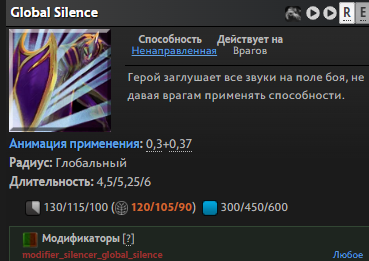 Global Silence
R E
Способность Действует на
Ненаправленная Врагов
Герой заглушает все звуки на поле боя, не
давая врагам применять способности.
Анимация применения: 0,3+0,37
Радиус: Глобальный
Длительность: 4,5/5,25/6
130/115/100 (120/105/90) 300/450/600
Модификаторы [?]
modifier_silencer_global_silence Любое